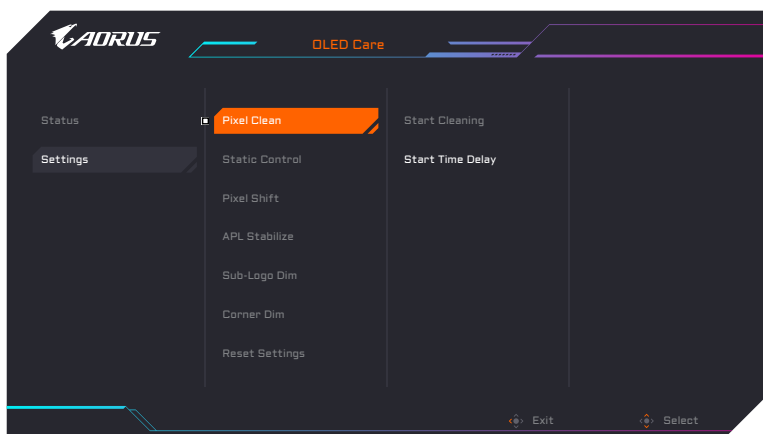 AORUS
OLED Care
Status
Settings
Pixel Clean
Static Control
Pixel Shift
APL Stabilize
Sub-Logo Dim
Corner Dim
Reset Settings
Start Cleaning
Start Time Delay
Exit
Select